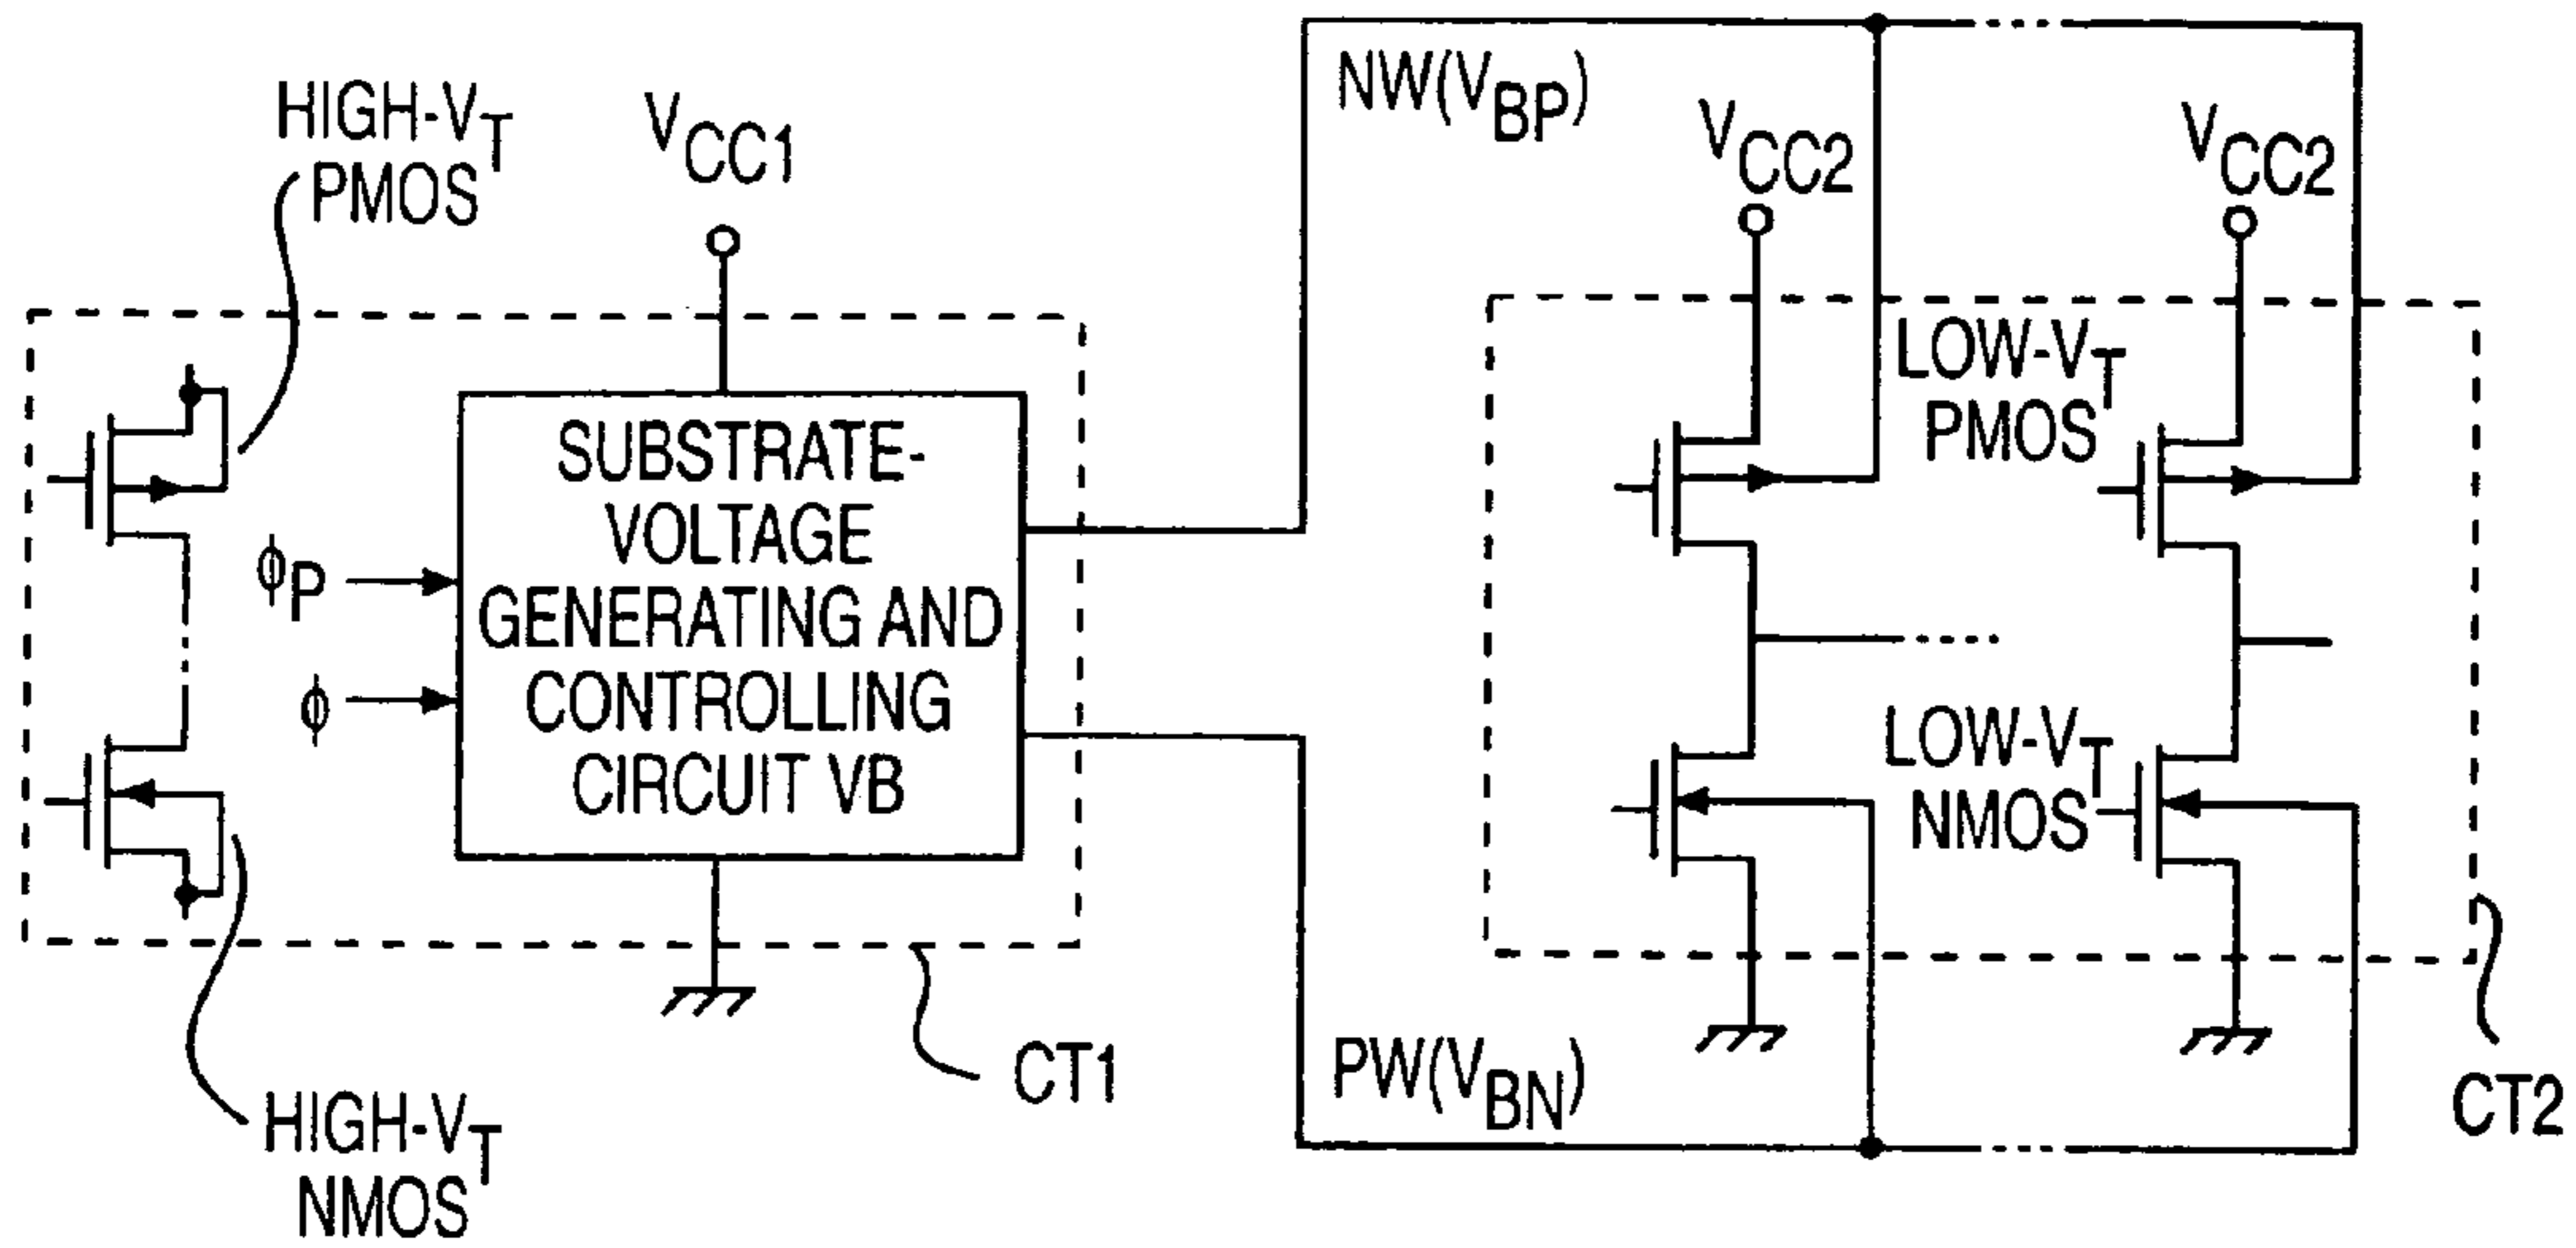 HIGH-VT
PMOS
VCC1
NW(VBP)
VCC2
VCC2
LOW-VT
PMOS
SUBSTRATE-
VOLTAGE
GENERATING AND
CONTROLLING
CIRCUIT VB
ϕP
ϕ
LOW-VT
NMOS
CT1
PW(VBN)
CT2
HIGH-VT
NMOS